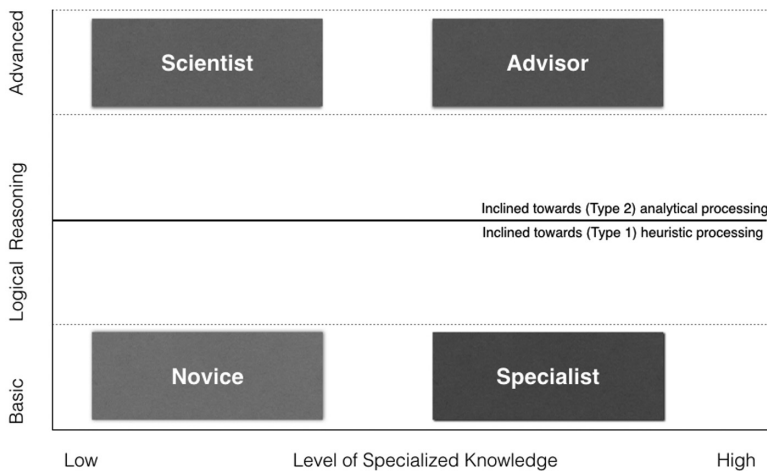 Advanced
Scientist
Advisor
Logical Reasoning
Inclined towards (Type 2) analytical processing
Inclined towards (Type 1) heuristic processing
Basic
Novice
Specialist
Low
Level of Specialized Knowledge
High